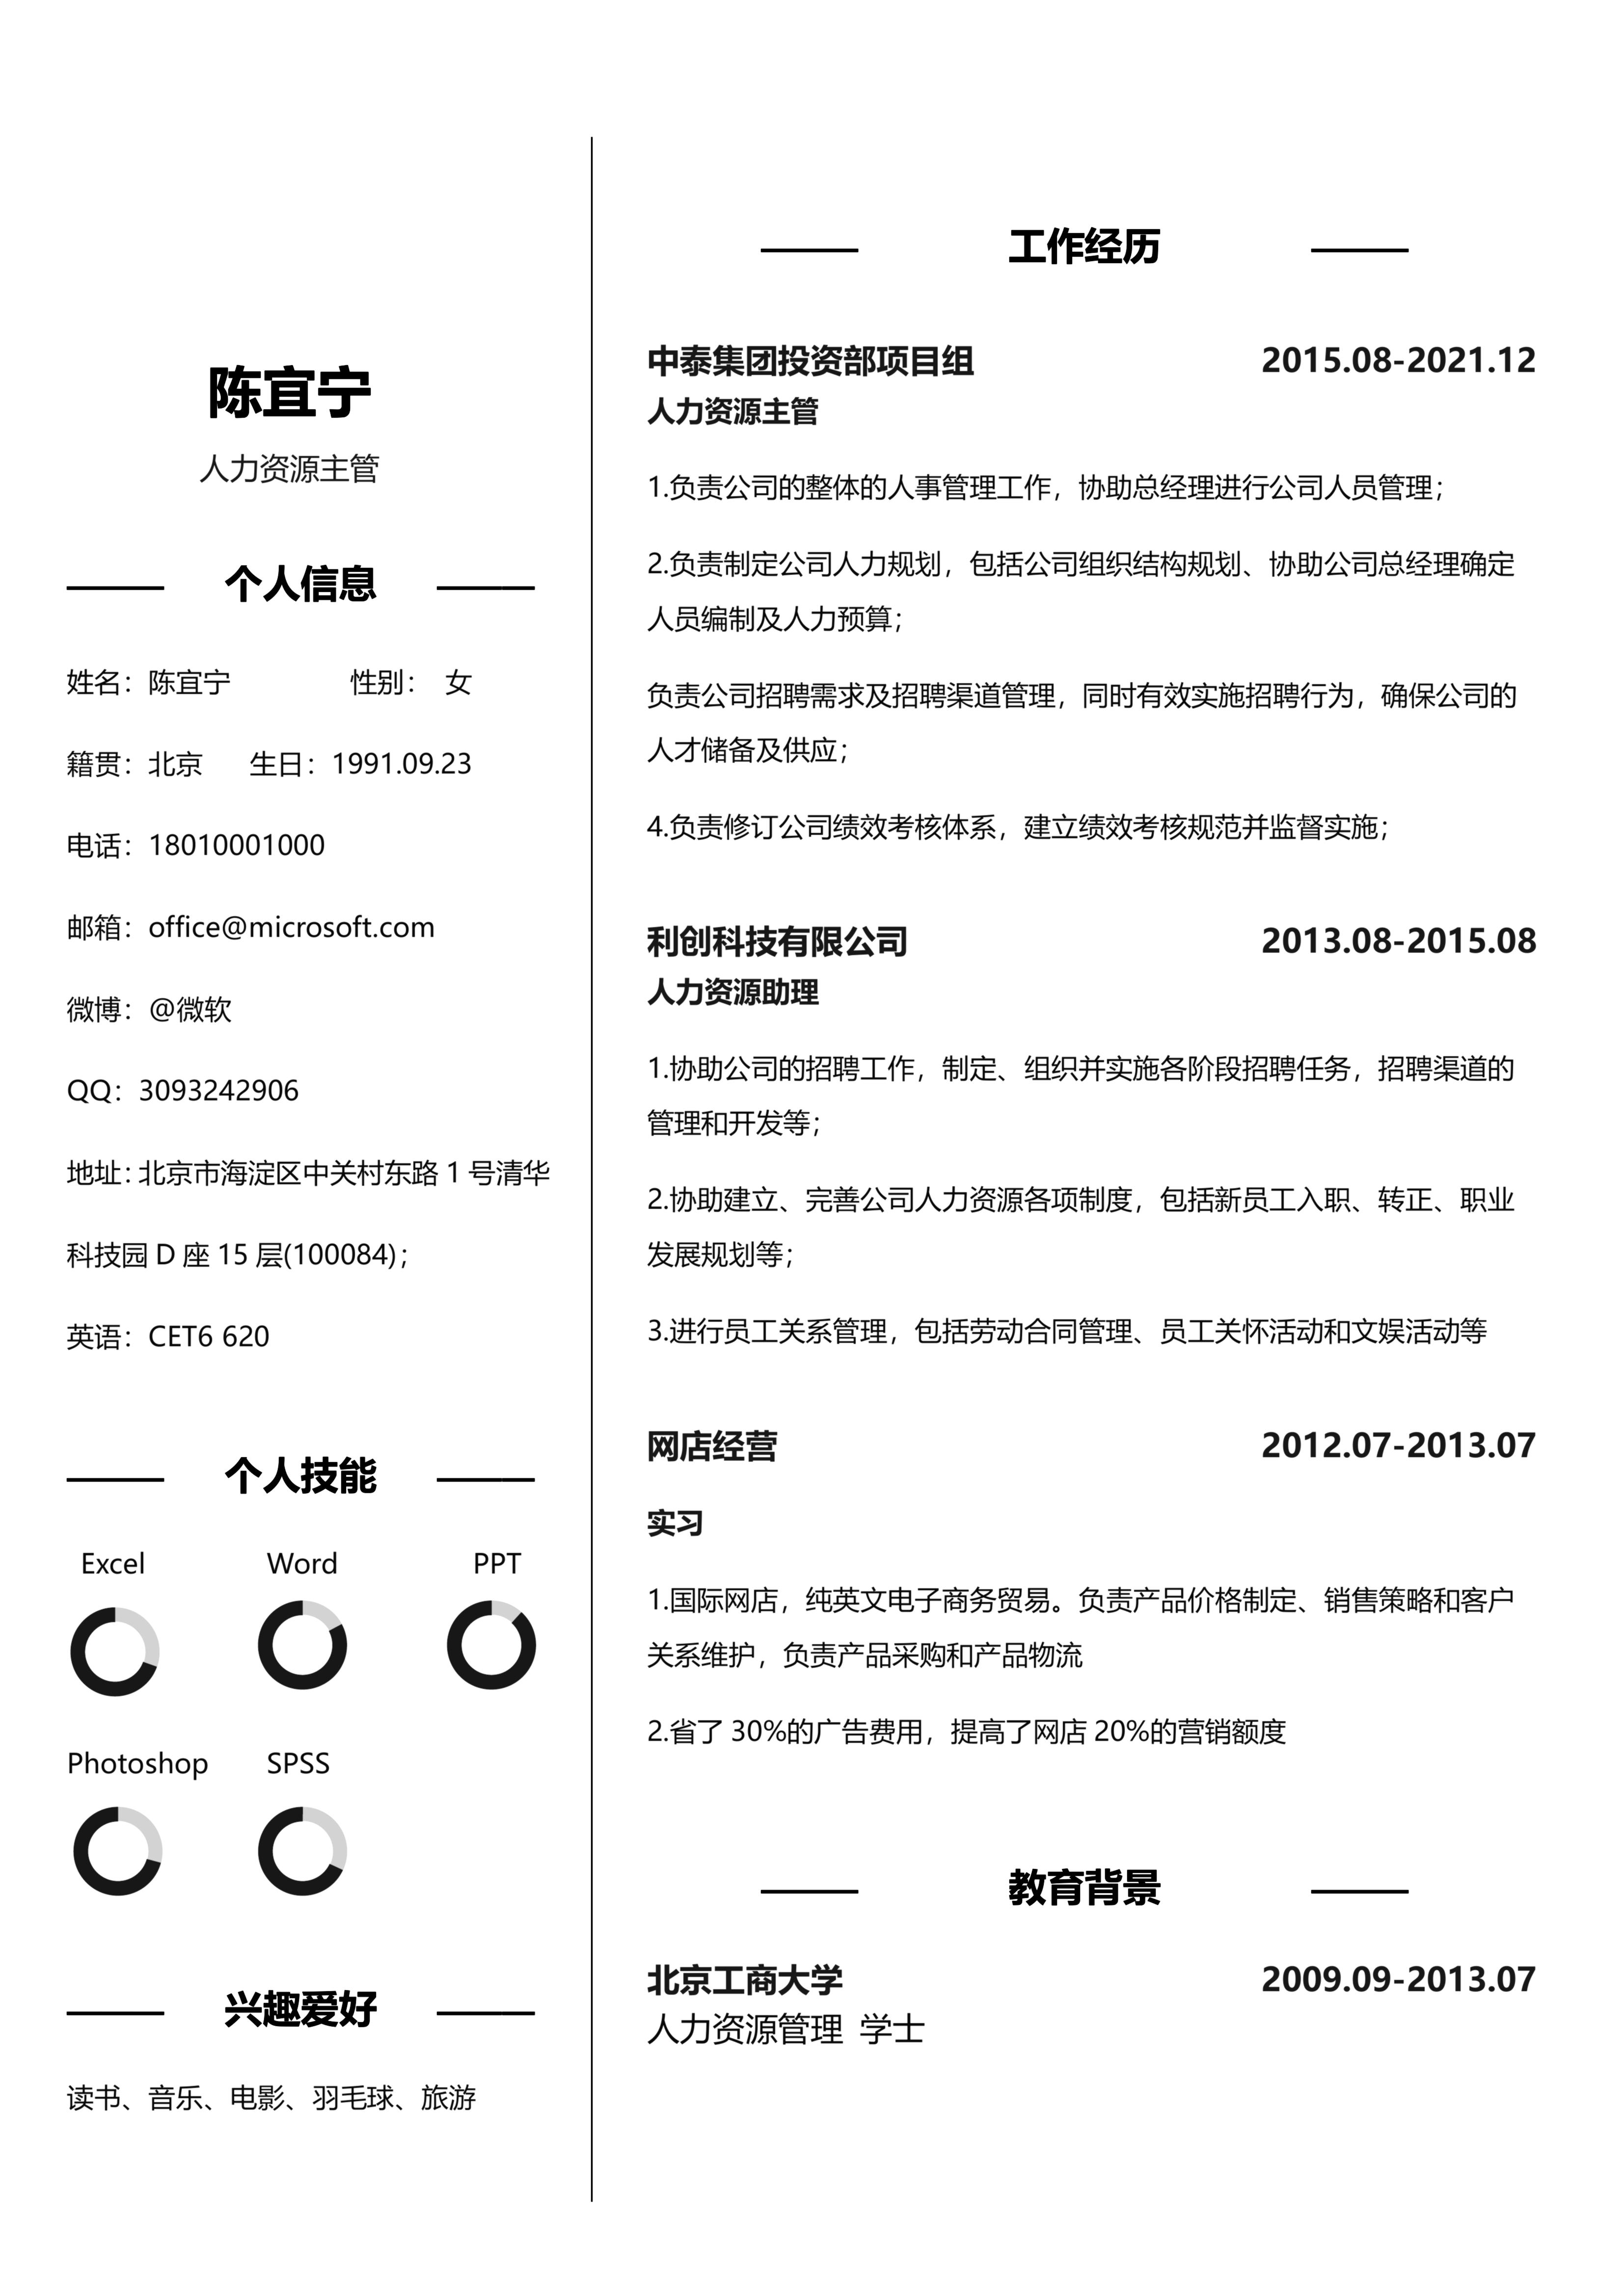 陈宜宁
人力资源主管
个人信息
姓名：陈宜宁 性别： 女
籍贯：北京 生日：1991.09.23
电话：18010001000
邮箱：office@microsoft.com
微博：@微软
QQ：3093242906
地址：北京市海淀区中关村东路 1 号清华
科技园 D 座 15 层(100084)；
英语：CET6 620
个人技能
Excel Word PPT
Photoshop SPSS
兴趣爱好
读书、音乐、电影、羽毛球、旅游
工作经历
中泰集团投资部项目组 2015.08-2021.12
人力资源主管
1.负责公司的整体的人事管理工作，协助总经理进行公司人员管理；
2.负责制定公司人力规划，包括公司组织结构规划、协助公司总经理确定
人员编制及人力预算；
负责公司招聘需求及招聘渠道管理，同时有效实施招聘行为，确保公司的
人才储备及供应；
4.负责修订公司绩效考核体系，建立绩效考核规范并监督实施；
利创科技有限公司 2013.08-2015.08
人力资源助理
1.协助公司的招聘工作，制定、组织并实施各阶段招聘任务，招聘渠道的
管理和开发等；
2.协助建立、完善公司人力资源各项制度，包括新员工入职、转正、职业
发展规划等；
3.进行员工关系管理，包括劳动合同管理、员工关怀活动和文娱活动等
网店经营 2012.07-2013.07
实习
1.国际网店，纯英文电子商务贸易。负责产品价格制定、销售策略和客户
关系维护，负责产品采购和产品物流
2.省了 30%的广告费用，提高了网店 20%的营销额度
教育背景
北京工商大学 2009.09-2013.07
人力资源管理 学士